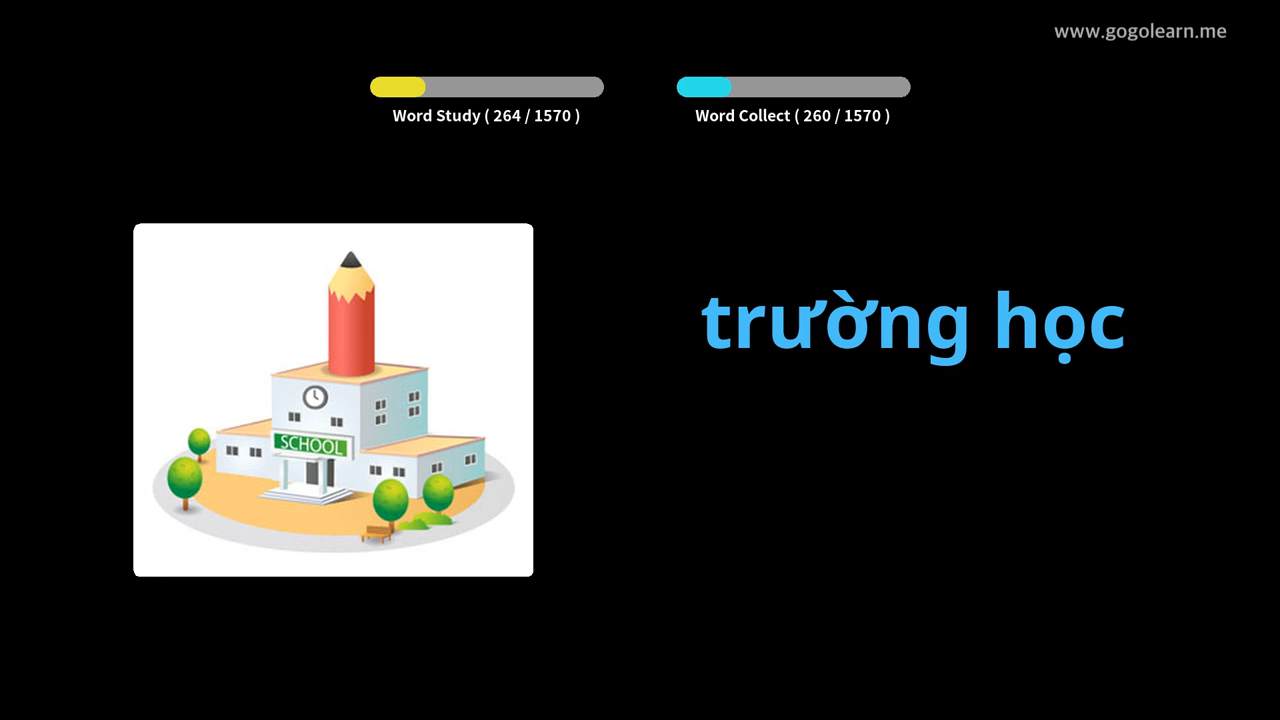 www.gogolearn.me
Word Study ( 264 / 1570 )
Word Collect ( 260 / 1570 )
trường học
SCHOOL